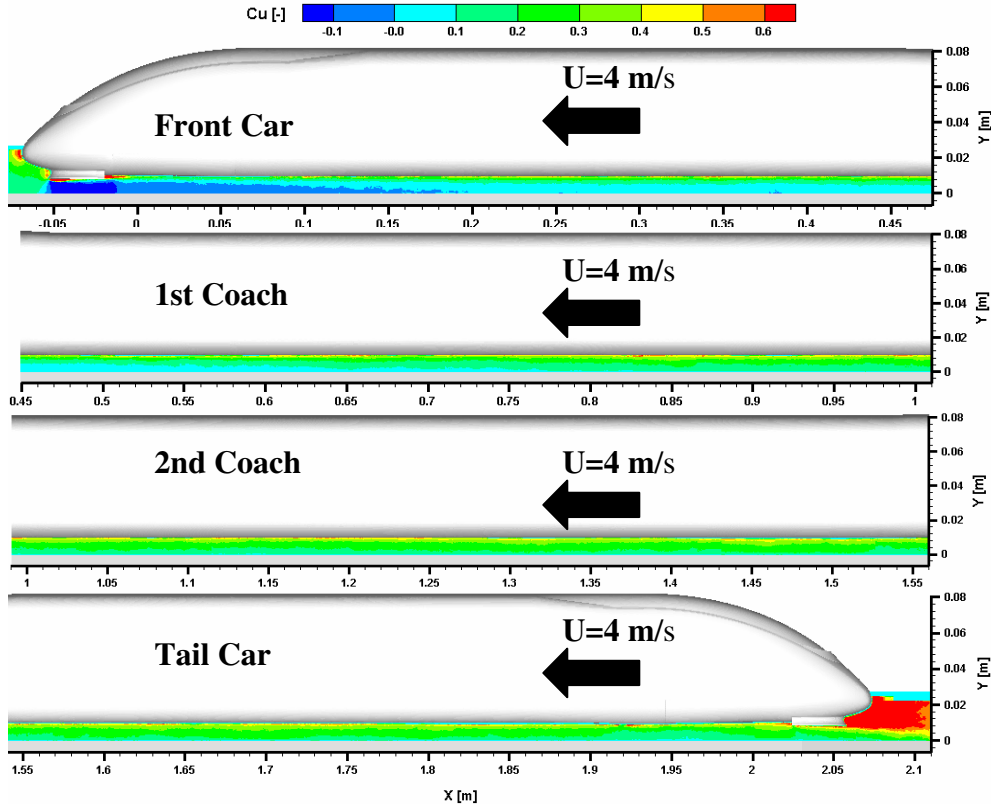 Cu [-]
-0.1 -0.0 0.1 0.2 0.3 0.4 0.5 0.6
U=4 m/s
Front Car
0.08
0.06
0.04
0.02
0
Y [m]
-0.05 0 0.05 0.1 0.15 0.2 0.25 0.3 0.35 0.4 0.45
U=4 m/s
1st Coach
0.08
0.06
0.04
0.02
0
Y [m]
0.45 0.5 0.55 0.6 0.65 0.7 0.75 0.8 0.85 0.9 0.95 1
U=4 m/s
2nd Coach
0.08
0.06
0.04
0.02
0
Y [m]
1 1.05 1.1 1.15 1.2 1.25 1.3 1.35 1.4 1.45 1.5 1.55
U=4 m/s
Tail Car
0.08
0.06
0.04
0.02
0
Y [m]
1.55 1.6 1.65 1.7 1.75 1.8 1.85 1.9 1.95 2 2.05 2.1
X [m]